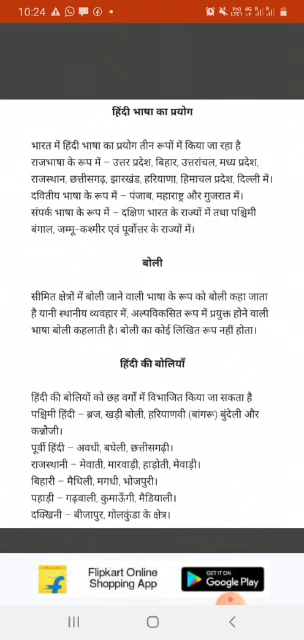 10:24
हिंदी भाषा का प्रयोग
भारत में हिंदी भाषा का प्रयोग तीन रूपों में किया जा रहा है
राजभाषा के रूप में – उत्तर प्रदेश, बिहार, उत्तरांचल, मध्य प्रदेश,
राजस्थान, छत्तीसगढ़, झारखंड, हरियाणा, हिमाचल प्रदेश, दिल्ली में।
दवितीय भाषा के रूप में – पंजाब, महाराष्ट्र और गुजरात में।
संपर्क भाषा के रूप में – दक्षिण भारत के राज्यों में तथा पश्चिमी
बंगाल, जम्मू-कश्मीर एवं पूर्वोत्तर के राज्यों में।
बोली
सीमित क्षेत्रों में बोली जाने वाली भाषा के रूप को बोली कहा जाता
है यानी स्थानीय व्यवहार में, अल्पविकसित रूप में प्रयुक्त होने वाली
भाषा बोली कहलाती है। बोली का कोई लिखित रूप नहीं होता।
हिंदी की बोलियाँ
हिंदी की बोलियों को छह वर्गों में विभाजित किया जा सकता है
पश्चिमी हिंदी – ब्रज, खड़ी बोली, हरियाणवी (बांगरू) बुंदेली और
कन्नौजी।
पूर्वी हिंदी – अवधी, बघेली, छत्तीसगढ़ी।
राजस्थानी – मेवाती, मारवाड़ी, हाड़ोती, मेवाड़ी।
बिहारी – मैथिली, मगधी, भोजपुरी।
पहाड़ी – गढ़वाली, कुमाऊँगी, मैडियाली।
दक्खिनी – बीजापुर, गोलकुंडा के क्षेत्र।
Flipkart Online
Shopping App
GET IT ON
Google Play